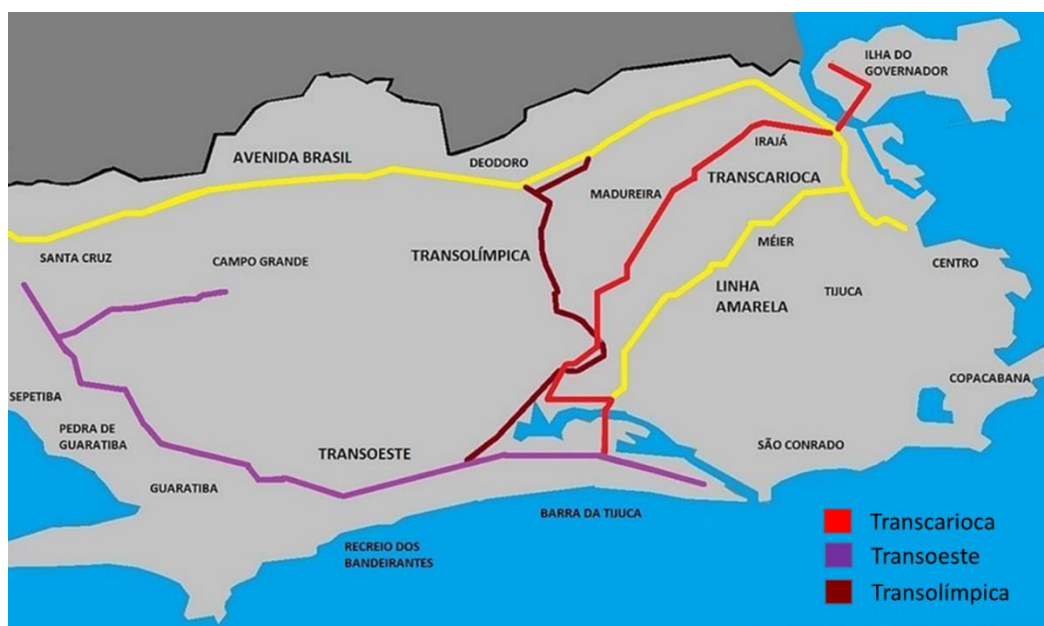 ILHA DO
GOVERNADOR
IRAJÁ
AVENIDA BRASIL
DEODORO
TRANSCARIOCA
MADUREIRA
MÉIER
TRANSOLÍMPICA
SANTA CRUZ
CAMPO GRANDE
CENTRO
LINHA
AMARELA
TIJUCA
COPACABANA
SEPETIBA
PEDRA DE
GUARATIBA
SÃO CONRADO
TRANSOESTE
GUARATIBA
BARRA DA TIJUCA
RECREIO DOS
BANDEIRANTES
Transcarioca
Transoeste
Transolímpica